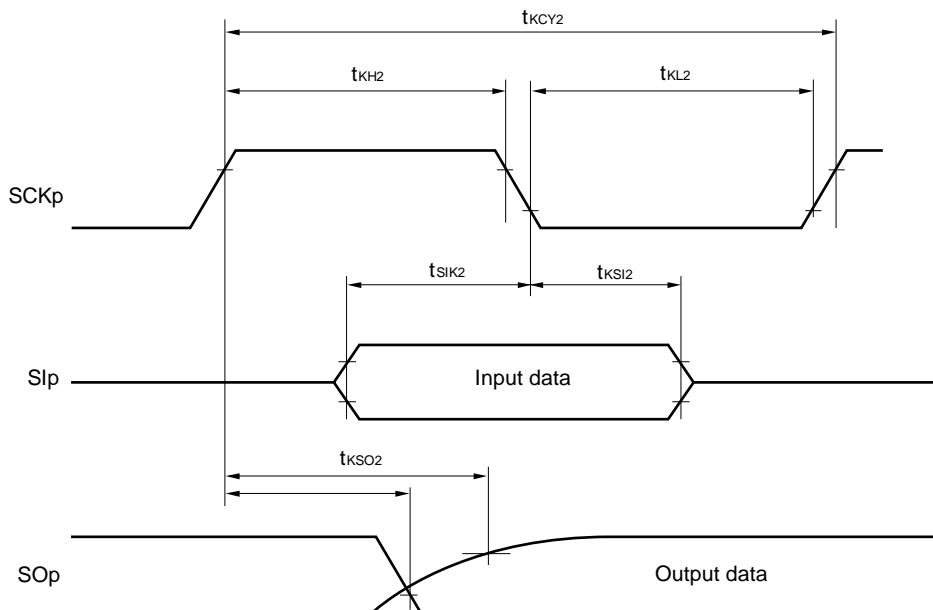 tKCY2
tKH2
tKL2
SCKp
tSIK2
tKSI2
SIp
Input data
tKSO2
SOp
Output data